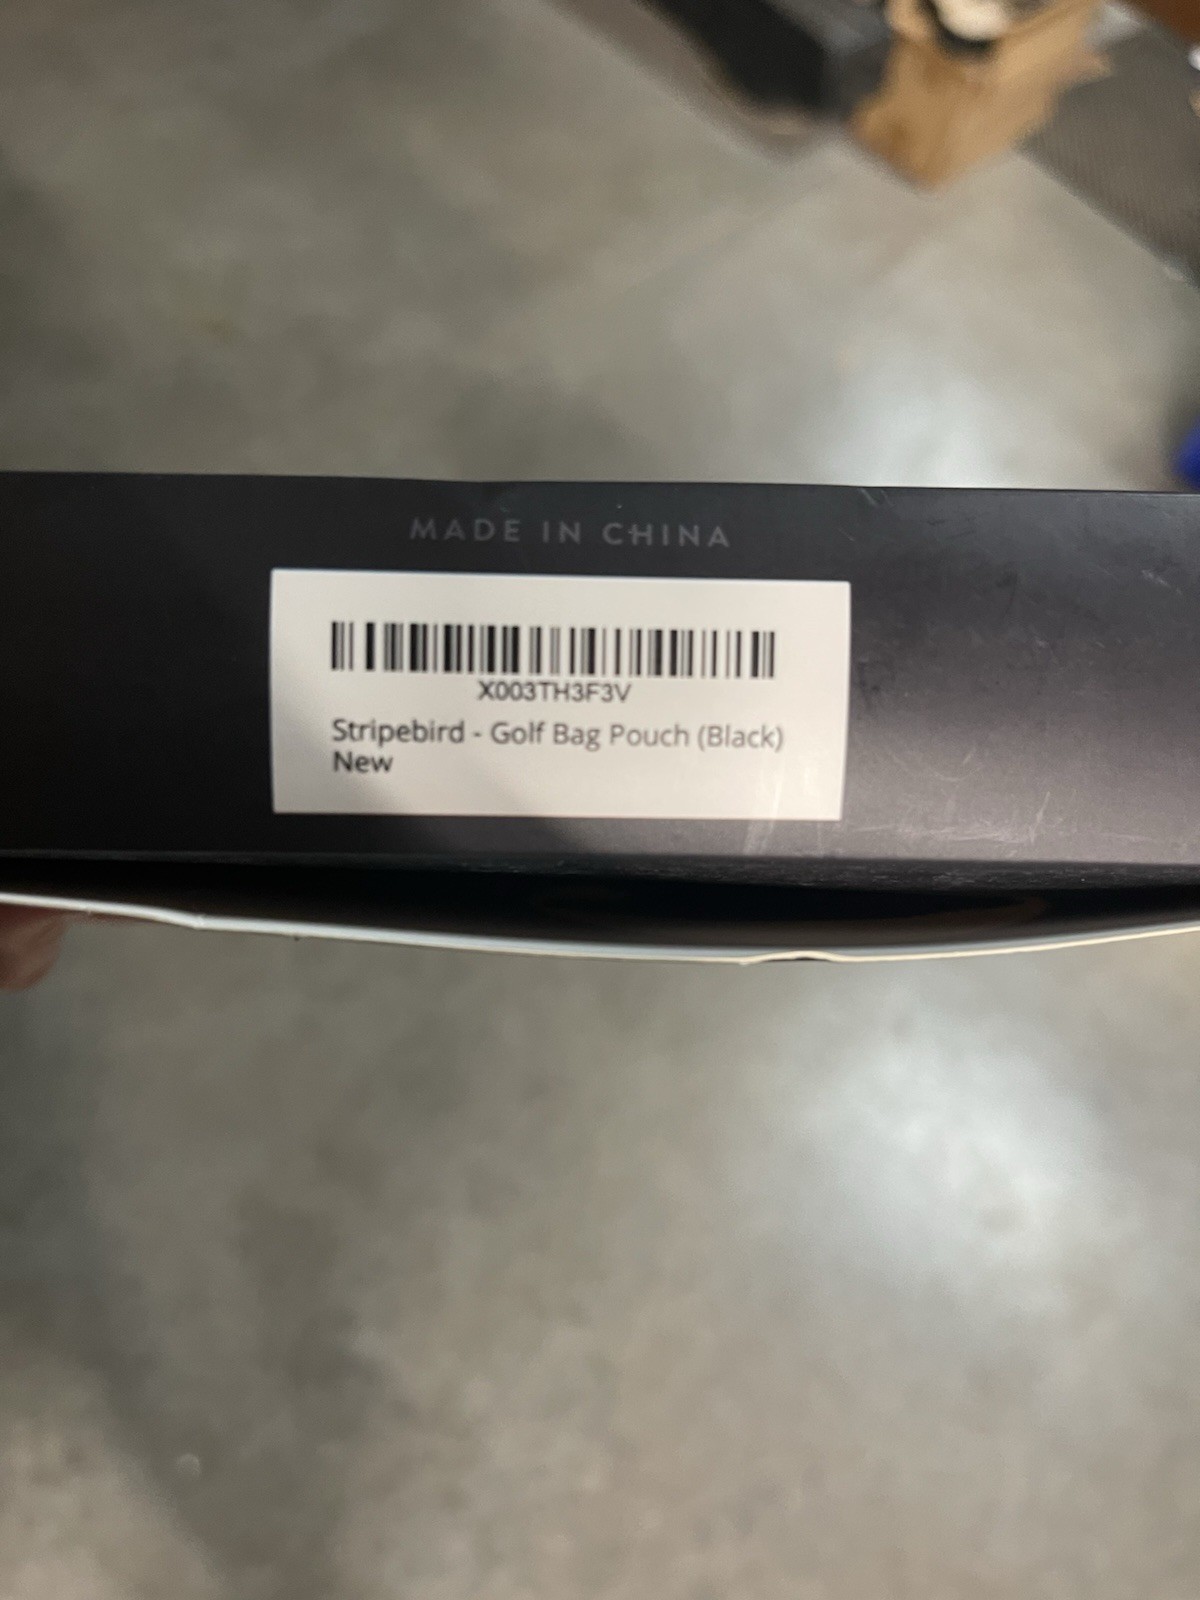 MADE IN CHINA
X003TH3F3V
Stripebird - Golf Bag Pouch (Black)
New